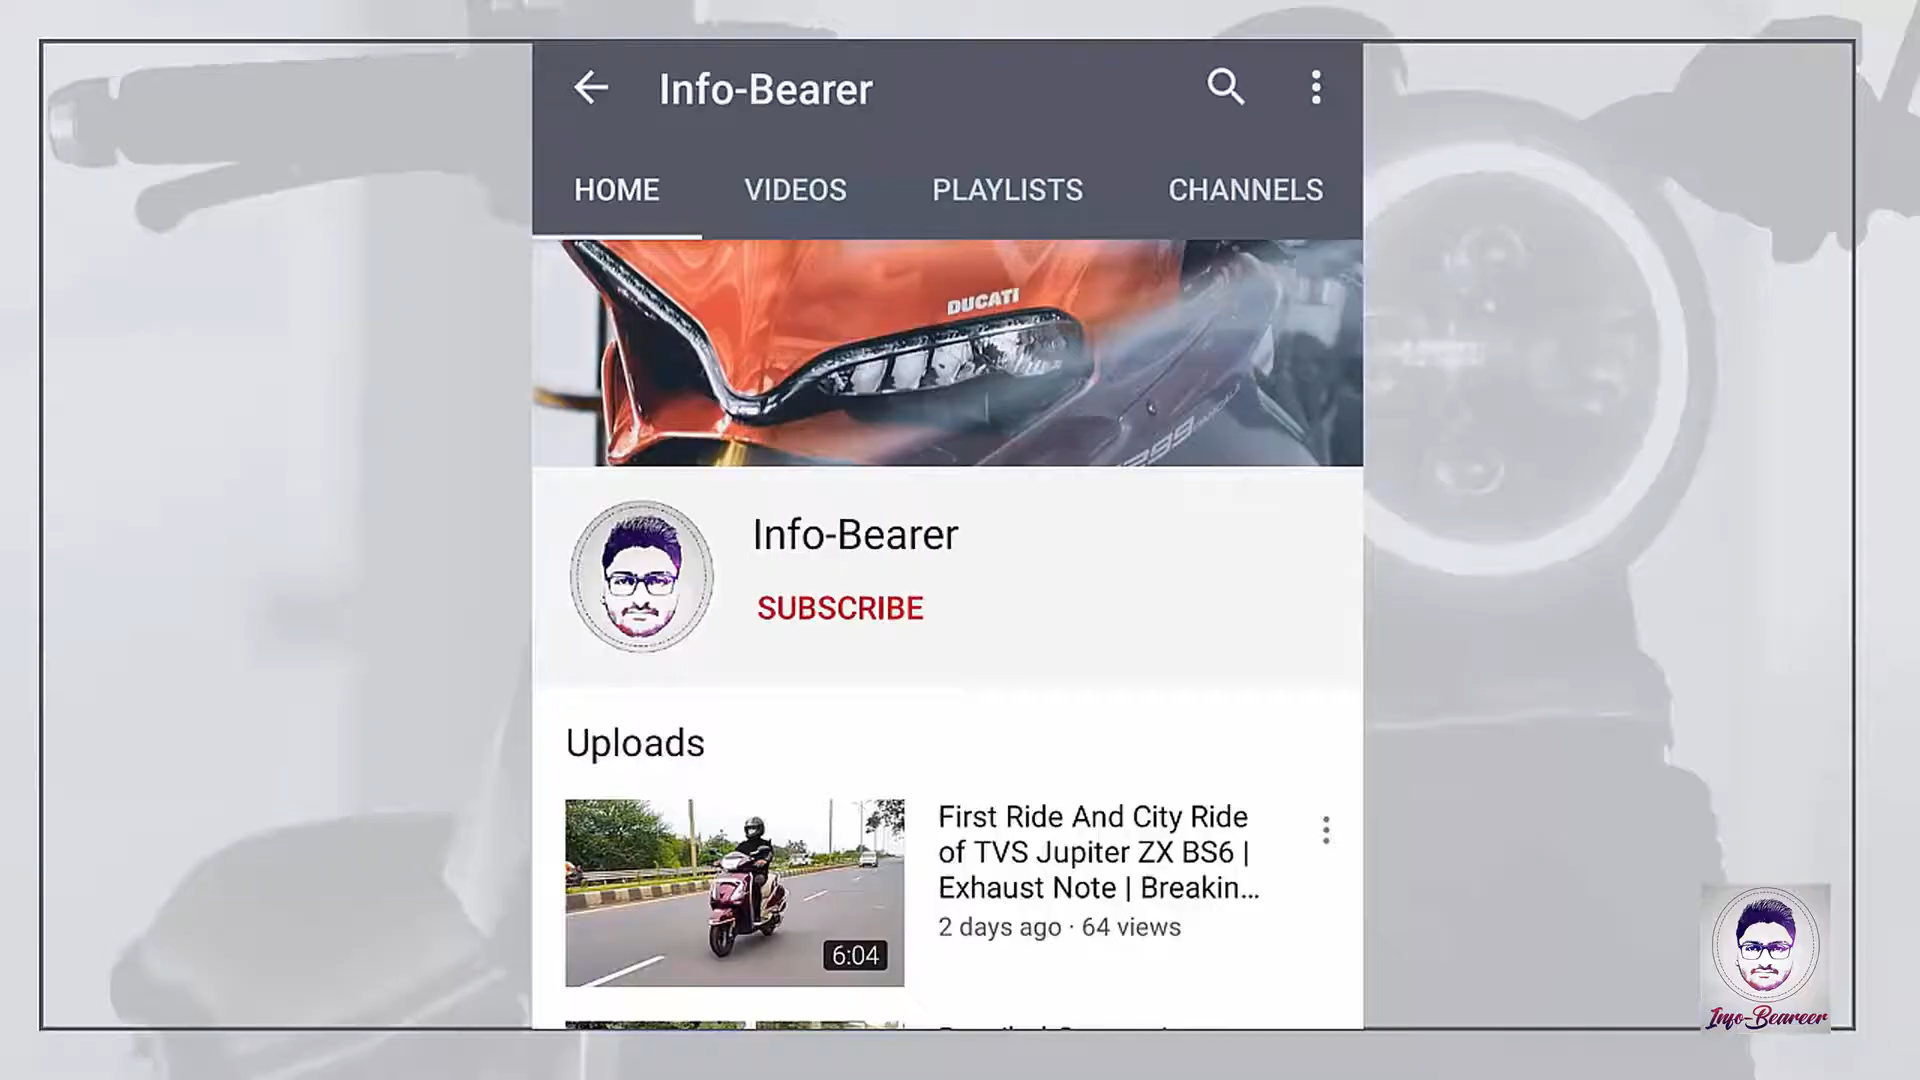 Info-Bearer
HOME VIDEOS PLAYLISTS CHANNELS
DUCATI
Info-Bearer
SUBSCRIBE
Uploads
First Ride And City Ride
of TVS Jupiter ZX BS6 |
Exhaust Note | Breakin...
2 days ago · 64 views
6:04
Info-Beareer